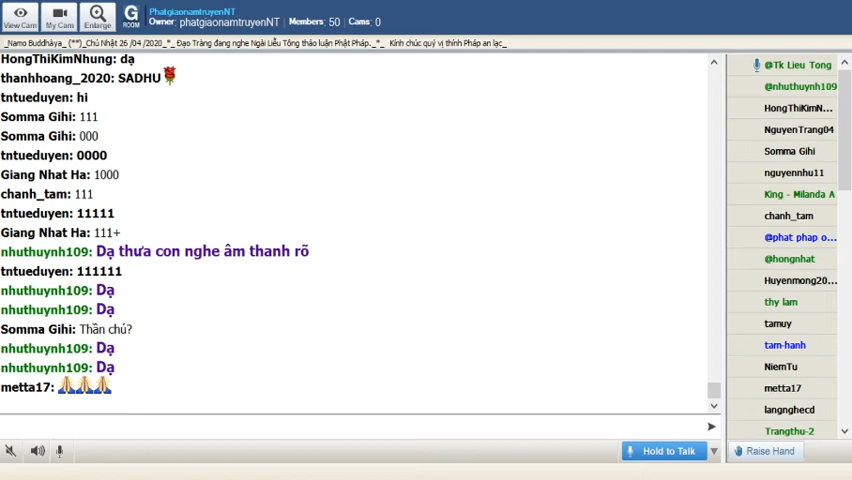 View Cam
My Cam
Enlarge
G
ROOM
PhatgiaonamtruyenNT
Owner: phatgiaonamtruyenNT Members: 50 Cams: 0
_Namo Buddhàya_ (**)_Chủ Nhật 26 /04 /2020_*_ Đạo Tràng đang nghe Ngài Liễu Tông thảo luận Phật Pháp._*_ Kính chúc quý vị thính Pháp an lạc_
HongThiKimNhung: dạ
thanhhoang_2020: SADHU
tntueduyen: hi
Somma Gihi: 111
Somma Gihi: 000
tntueduyen: 0000
Giang Nhat Ha: 1000
chanh_tam: 111
tntueduyen: 11111
Giang Nhat Ha: 111+
nhuthuynh109: Dạ thưa con nghe âm thanh rõ
tntueduyen: 111111
nhuthuynh109: Dạ
nhuthuynh109: Dạ
Somma Gihi: Thần chú?
nhuthuynh109: Dạ
nhuthuynh109: Dạ
metta17: 🙏🙏🙏
Hold to Talk
@Tk Lieu Tong
@nhuthuynh109
HongThiKimN...
NguyenTrang04
Somma Gihi
nguyennhu11
King - Milanda A
chanh_tam
@phat phap o...
@hongnhat
Huyenmong20...
thy lam
tamuy
tam-hanh
NiemTu
metta17
langnghecd
Trangthu-2
Raise Hand